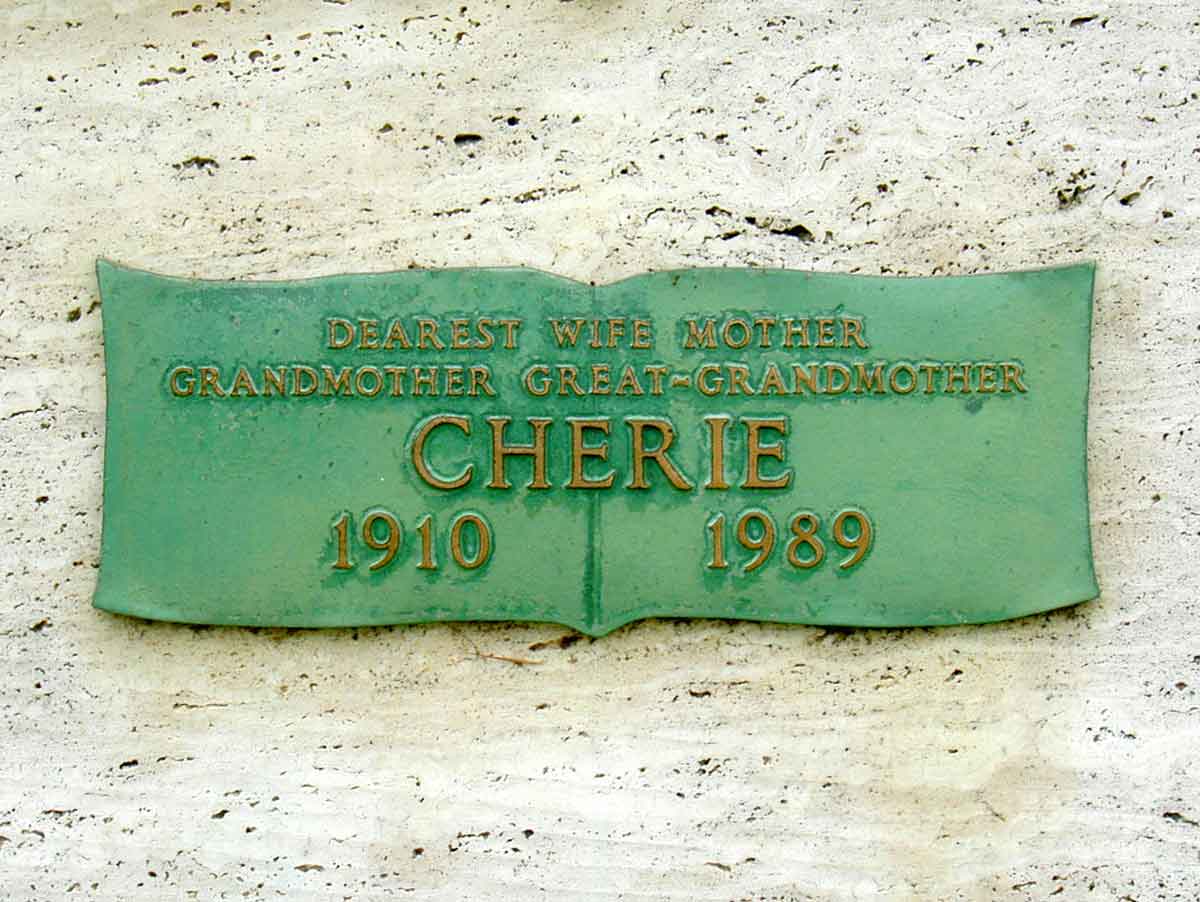 DEAREST WIFE MOTHER
GRANDMOTHER GREAT-GRANDMOTHER
CHERIE
1910 1989